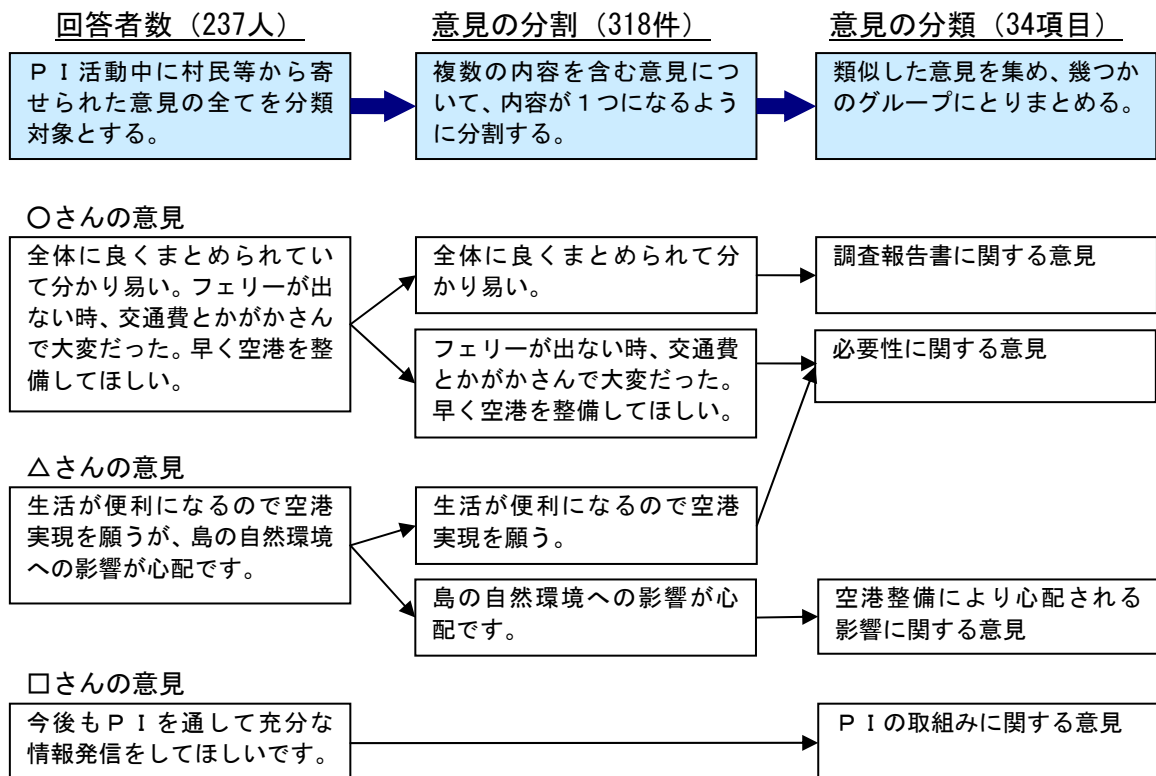 回答者数（237人）
意見の分割（318件）
意見の分類（34項目）
ＰＩ活動中に村民等から寄
せられた意見の全てを分類
対象とする。
複数の内容を含む意見につ
いて、内容が１つになるよう
に分割する。
類似した意見を集め、幾つか
のグループにとりまとめる。
○さんの意見
全体に良くまとめられてい
て分かり易い。フェリーが出
ない時、交通費とかがかさん
で大変だった。早く空港を整
備してほしい。
全体に良くまとめられて分
かり易い。
調査報告書に関する意見
フェリーが出ない時、交通費
とかがかさんで大変だった。
早く空港を整備してほしい。
必要性に関する意見
△さんの意見
生活が便利になるので空港
実現を願うが、島の自然環境
への影響が心配です。
生活が便利になるので空港
実現を願う。
島の自然環境への影響が心
配です。
空港整備により心配される
影響に関する意見
□さんの意見
今後もＰＩを通して充分な
情報発信をしてほしいです。
ＰＩの取組みに関する意見